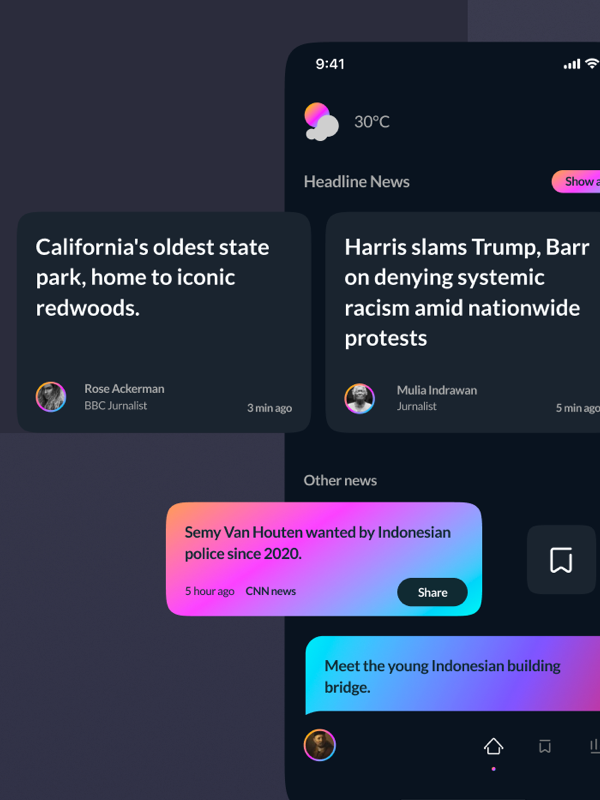 9:41
30°C
Headline News
Show a
California's oldest state
park, home to iconic
redwoods.
Rose Ackerman
BBC Jurnalist
3 min ago
Harris slams Trump, Barr
on denying systemic
racism amid nationwide
protests
Mulia Indrawan
Jurnalist
5 min ago
Other news
Semy Van Houten wanted by Indonesian
police since 2020.
5 hour ago CNN news
Share
Meet the young Indonesian building
bridge.